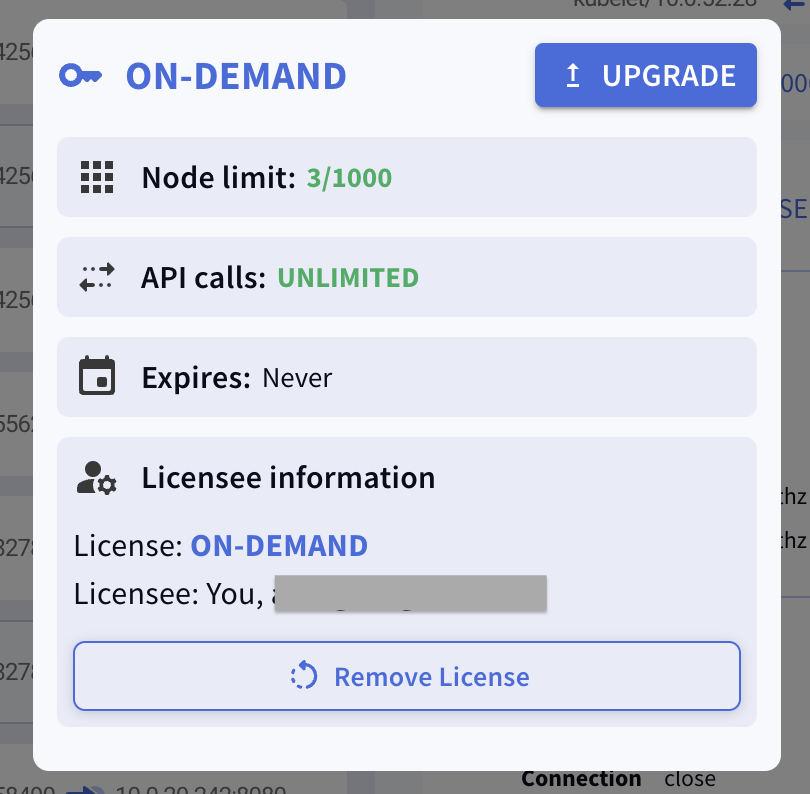 ON-DEMAND
UPGRADE
Node limit: 3/1000
API calls: UNLIMITED
Expires: Never
Licensee information
License: ON-DEMAND
Licensee: You,
Remove License
Connection close